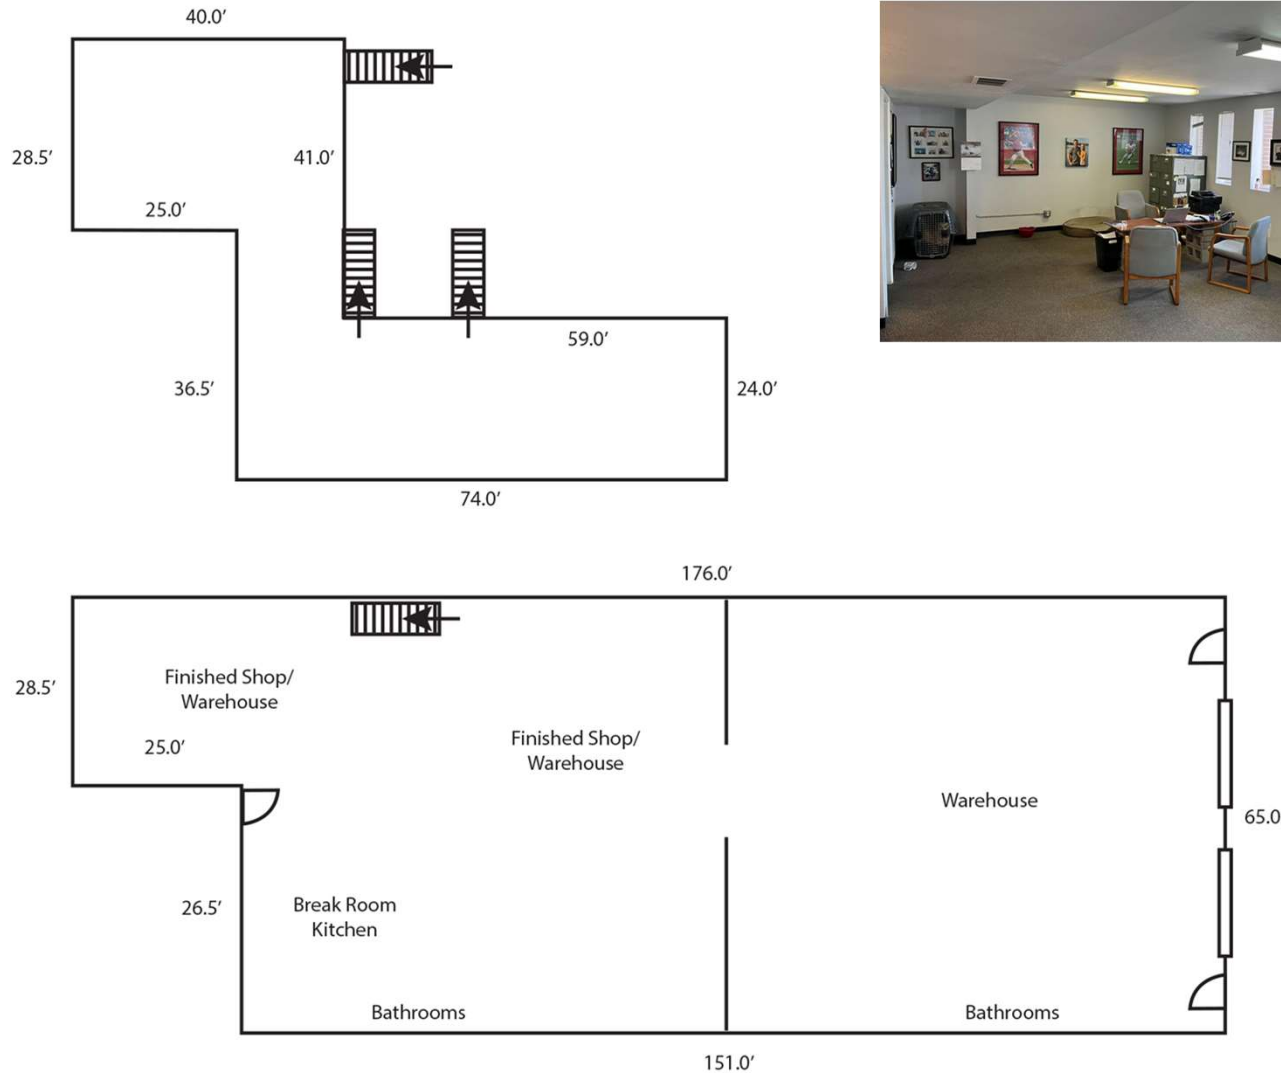 40.0′
28.5′
41.0′
25.0′
59.0′
36.5′
24.0′
74.0′
176.0′
28.5′
Finished Shop/
Warehouse
25.0′
Finished Shop/
Warehouse
Warehouse
65.0
26.5′
Break Room
Kitchen
Bathrooms
Bathrooms
151.0′